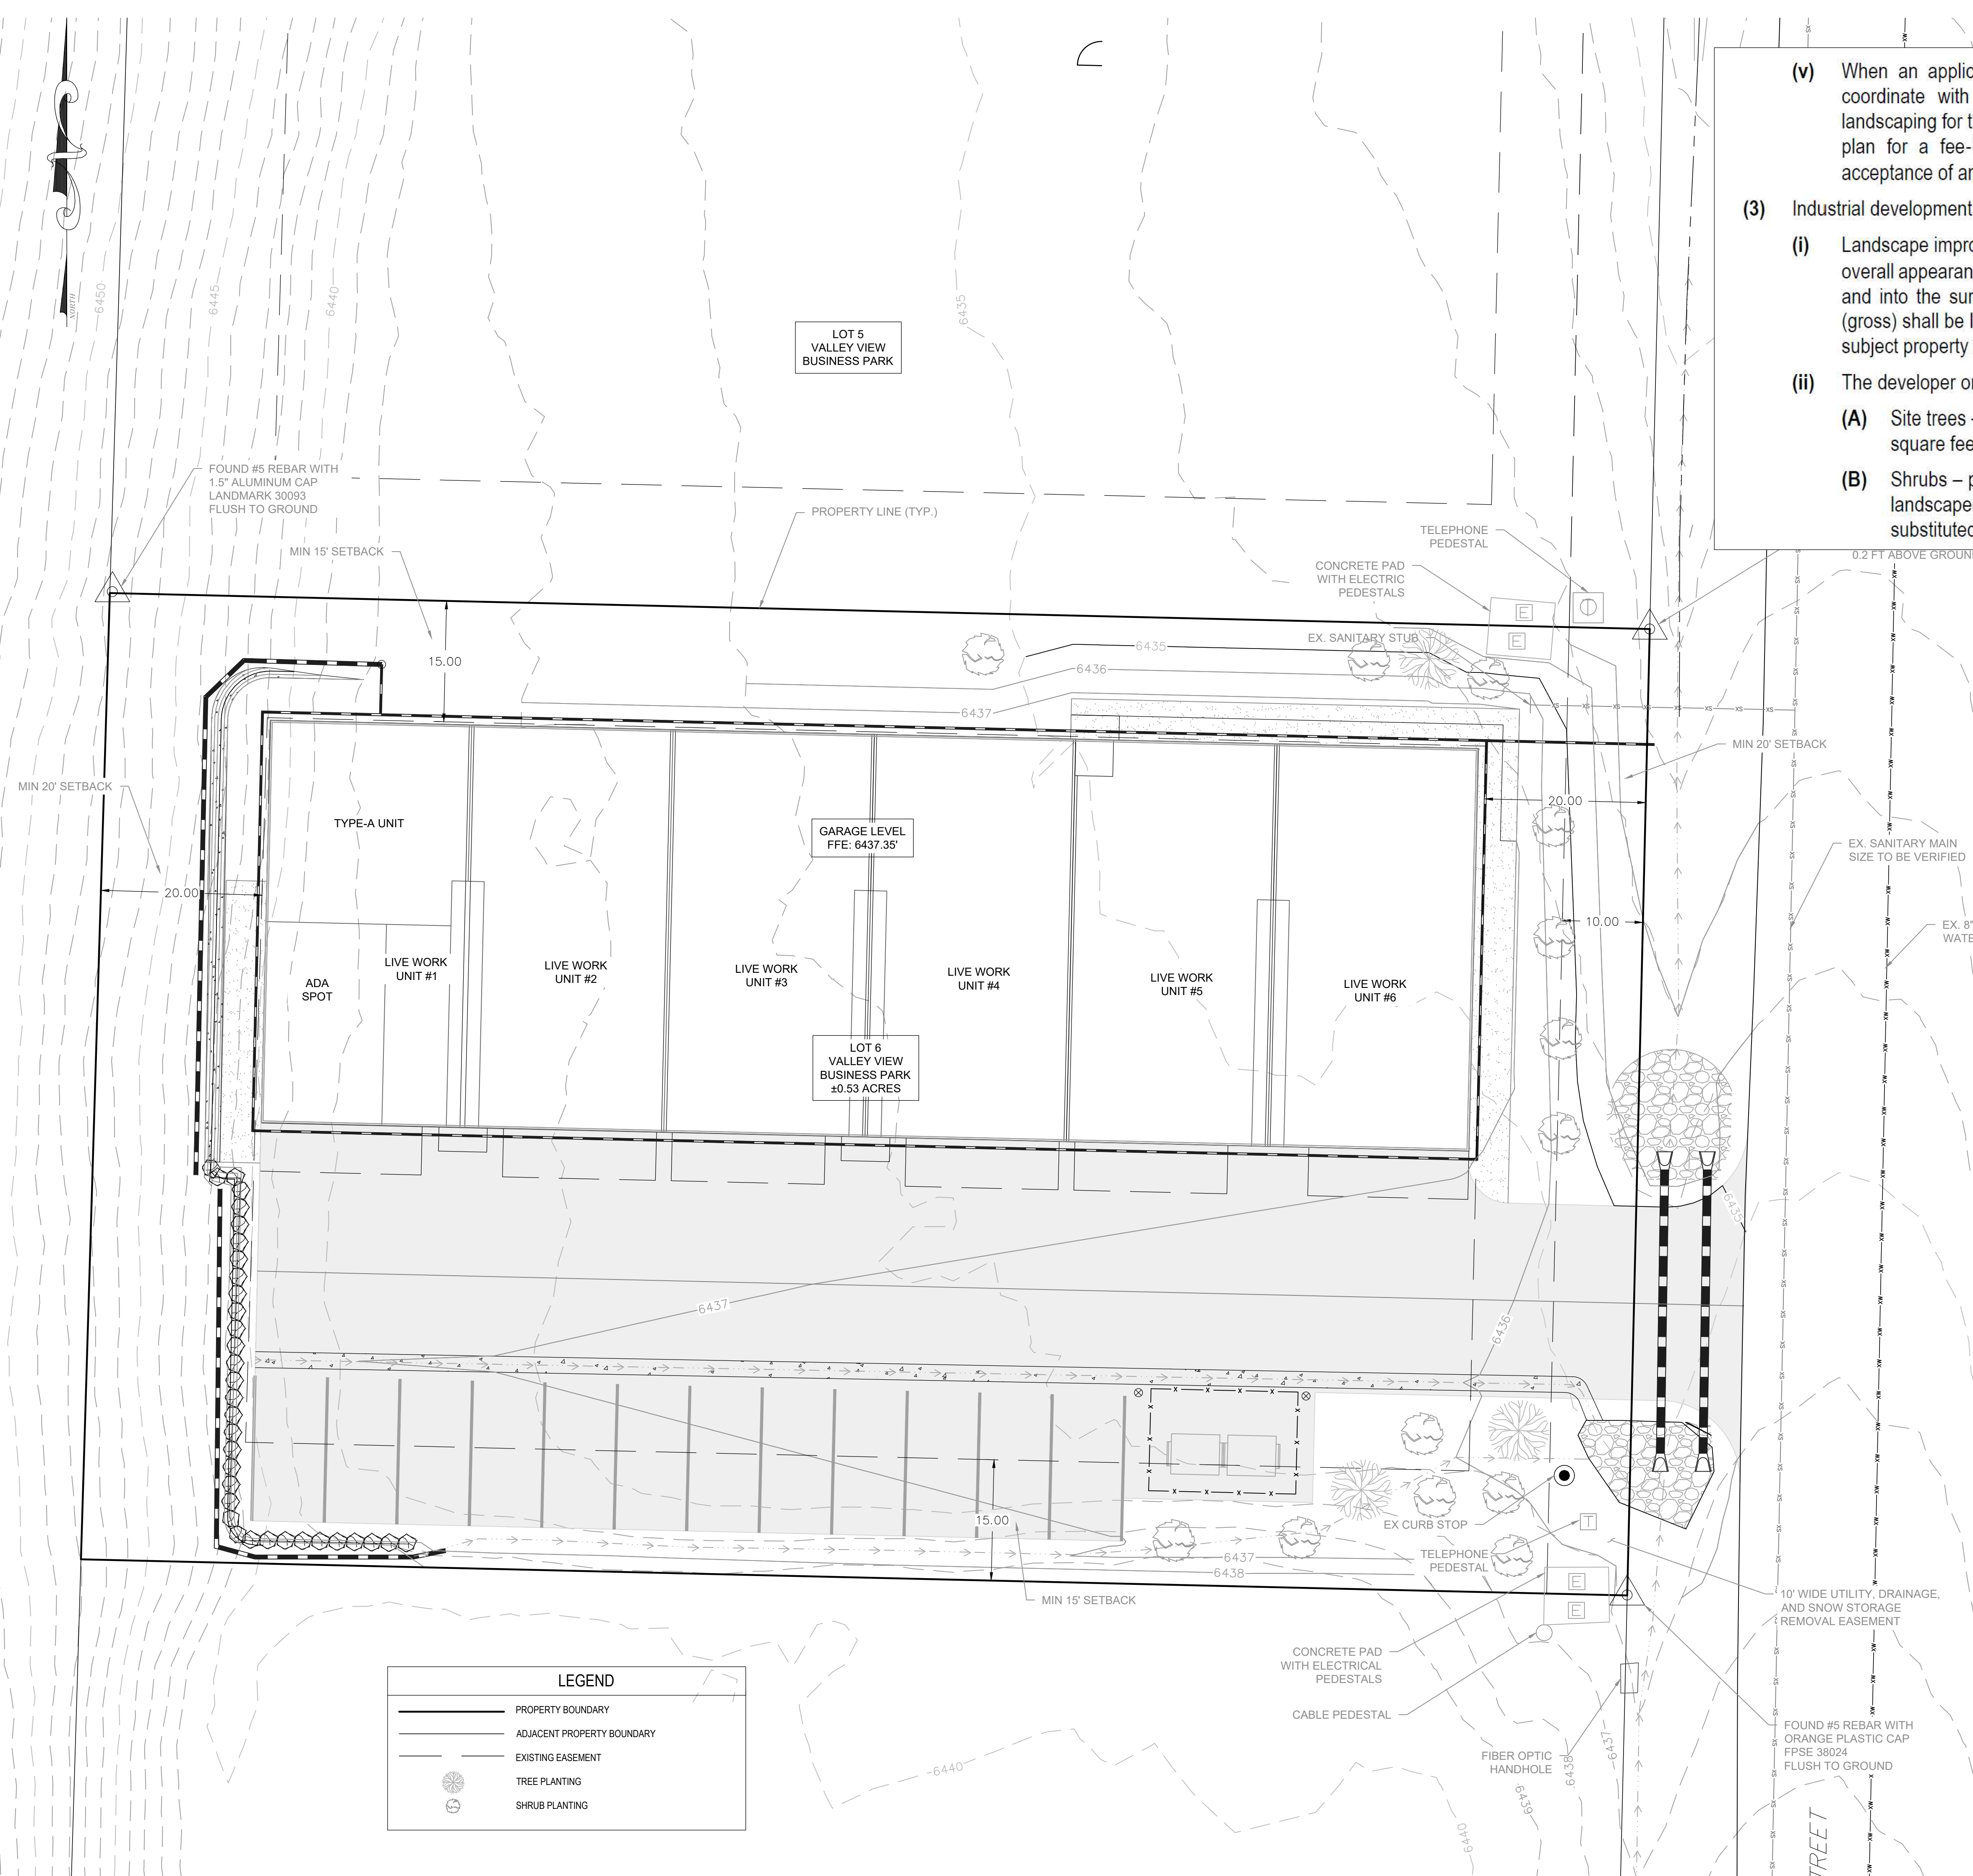 NORTH
6450
6445
6440
6435
LOT 5
VALLEY VIEW
BUSINESS PARK
(v) When an applic
coordinate with
landscaping for t
plan for a fee-
acceptance of ar
(3) Industrial development
(i) Landscape impro
overall appearan
and into the sur
(gross) shall be l
subject property
(ii) The developer or
(A) Site trees -
square fee
(B) Shrubs – p
landscape
substituted
0.2 FT ABOVE GROUN
FOUND #5 REBAR WITH
1.5" ALUMINUM CAP
LANDMARK 30093
FLUSH TO GROUND
PROPERTY LINE (TYP.)
MIN 15' SETBACK
TELEPHONE
PEDESTAL
CONCRETE PAD
WITH ELECTRIC
PEDESTALS
E
E
EX. SANITARY STUB
15.00
6435
6436
6437
MIN 20' SETBACK
MIN 20' SETBACK
20.00
20.00
10.00
TYPE-A UNIT
GARAGE LEVEL
FFE: 6437.35'
EX. SANITARY MAIN
SIZE TO BE VERIFIED
EX. 8"
WATE
ADA
SPOT
LIVE WORK
UNIT #1
LIVE WORK
UNIT #2
LIVE WORK
UNIT #3
LIVE WORK
UNIT #4
LIVE WORK
UNIT #5
LIVE WORK
UNIT #6
LOT 6
VALLEY VIEW
BUSINESS PARK
±0.53 ACRES
6435
6437
6436
15.00
EX CURB STOP
T
TELEPHONE
PEDESTAL
6437
6438
E
E
MIN 15' SETBACK
10' WIDE UTILITY, DRAINAGE,
AND SNOW STORAGE
REMOVAL EASEMENT
CONCRETE PAD
WITH ELECTRICAL
PEDESTALS
CABLE PEDESTAL
FIBER OPTIC
HANDHOLE
FOUND #5 REBAR WITH
ORANGE PLASTIC CAP
FPSE 38024
FLUSH TO GROUND
6440
6437
6438
6439
6440
TREET
LEGEND
PROPERTY BOUNDARY
ADJACENT PROPERTY BOUNDARY
EXISTING EASEMENT
TREE PLANTING
SHRUB PLANTING